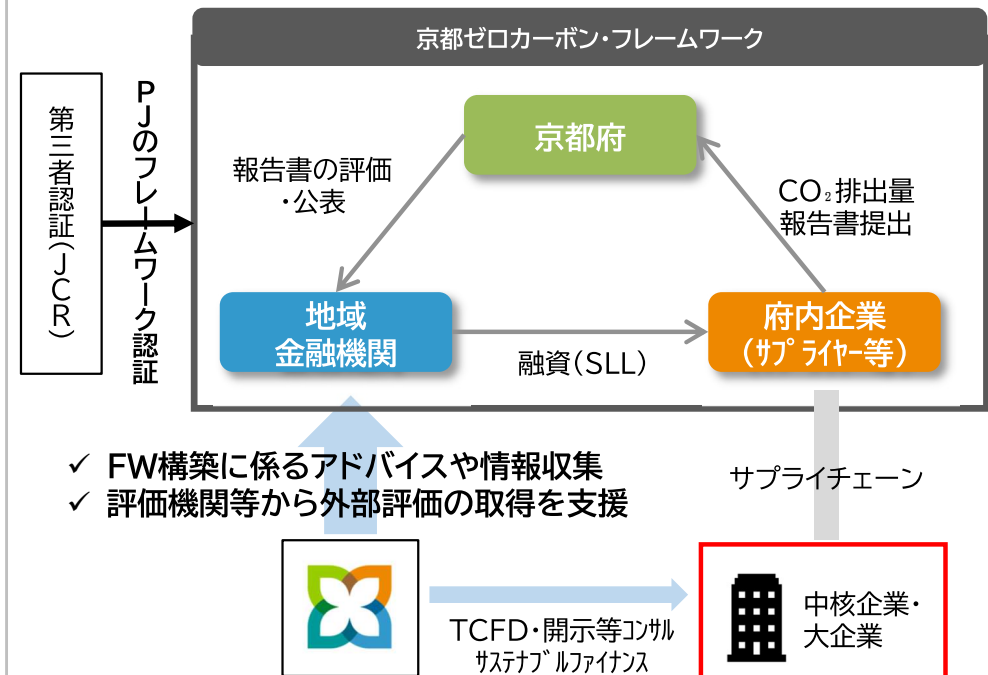 京都ゼロカーボン・フレームワーク
第三者認証(JCR)
PJのフレームワーク認証
京都府
報告書の評価
・公表
CO₂排出量
報告書提出
地域
金融機関
融資(SLL)
府内企業
(ｻﾌﾟﾗｲﾔｰ等)
✓ FW構築に係るアドバイスや情報収集
✓ 評価機関等から外部評価の取得を支援
サプライチェーン
TCFD・開示等ｺﾝｻﾙ
ｻｽﾃﾅﾌﾞﾙﾌｧｲﾅﾝｽ
中核企業・
大企業